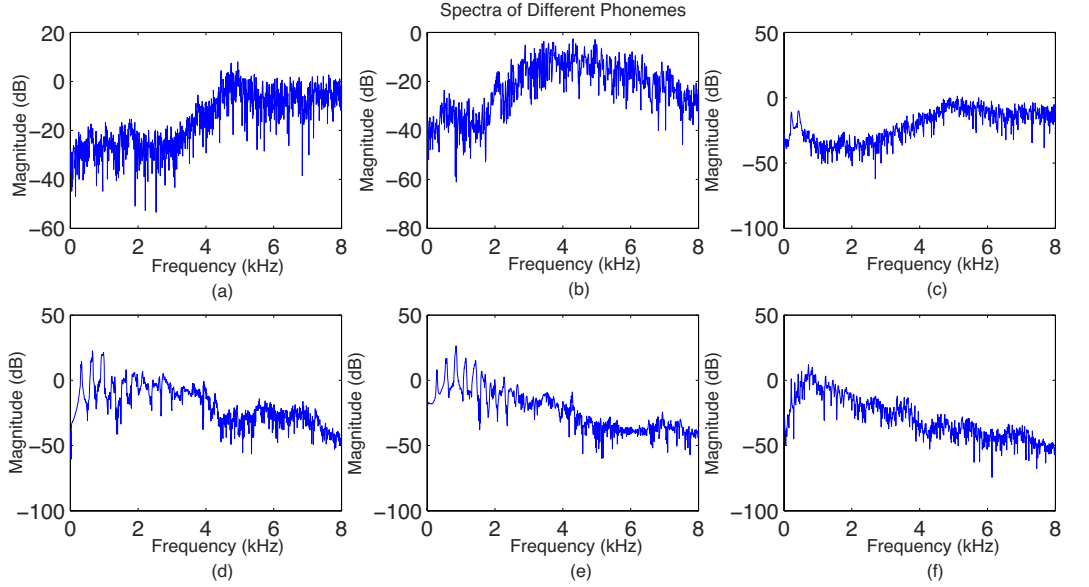 Spectra of Different Phonemes
20
0
−20
−40
−60
Magnitude (dB)
0 2 4 6 8
Frequency (kHz)
(a)
0
−20
−40
−60
−80
Magnitude (dB)
0 2 4 6 8
Frequency (kHz)
(b)
50
0
−50
−100
Magnitude (dB)
0 2 4 6 8
Frequency (kHz)
(c)
50
0
−50
−100
Magnitude (dB)
0 2 4 6 8
Frequency (kHz)
(d)
50
0
−50
−100
Magnitude (dB)
0 2 4 6 8
Frequency (kHz)
(e)
50
0
−50
−100
Magnitude (dB)
0 2 4 6 8
Frequency (kHz)
(f)